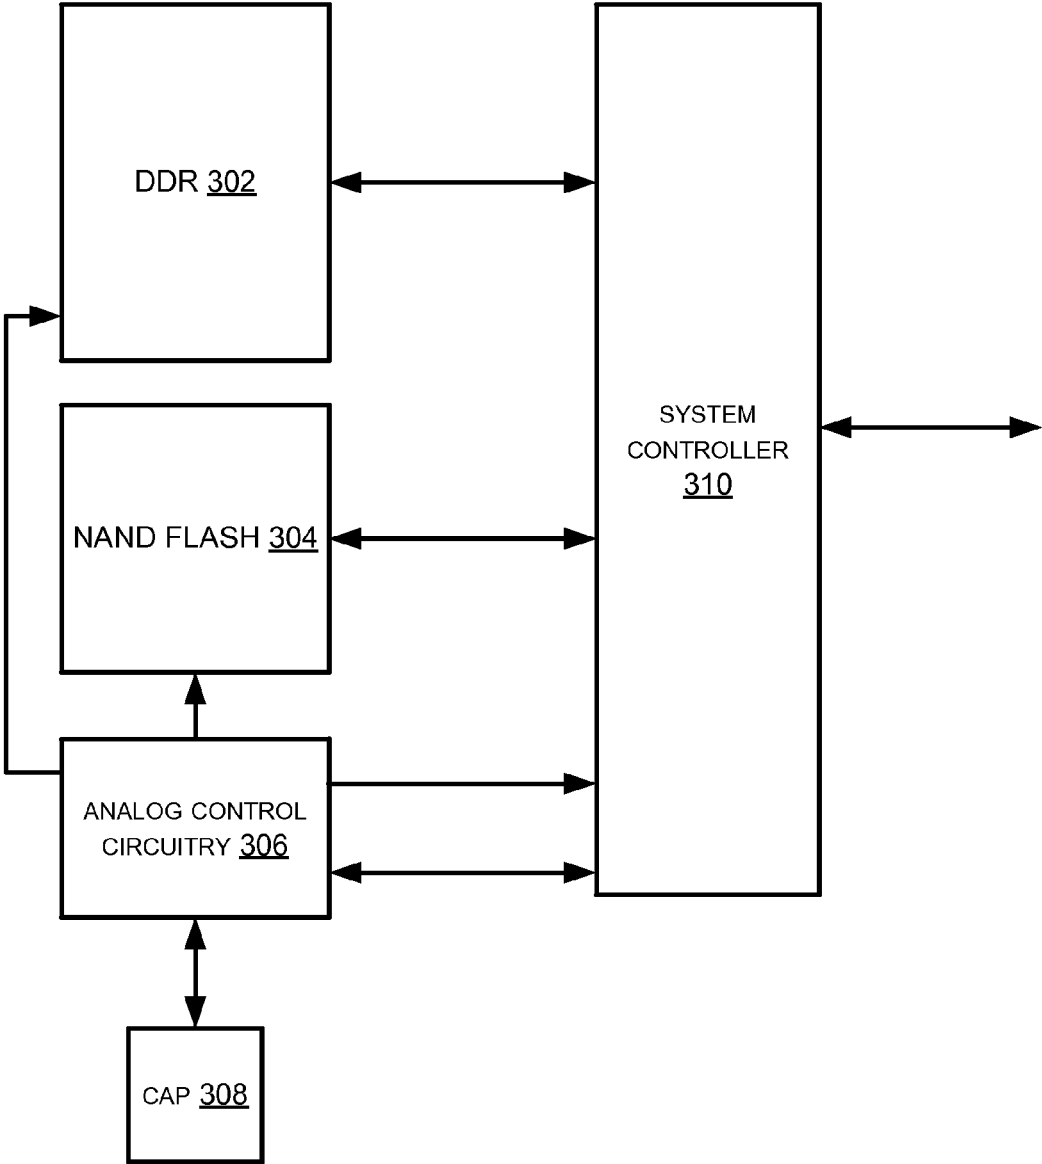 DDR 302
SYSTEM
CONTROLLER
310
NAND FLASH 304
ANALOG CONTROL
CIRCUITRY 306
CAP 308